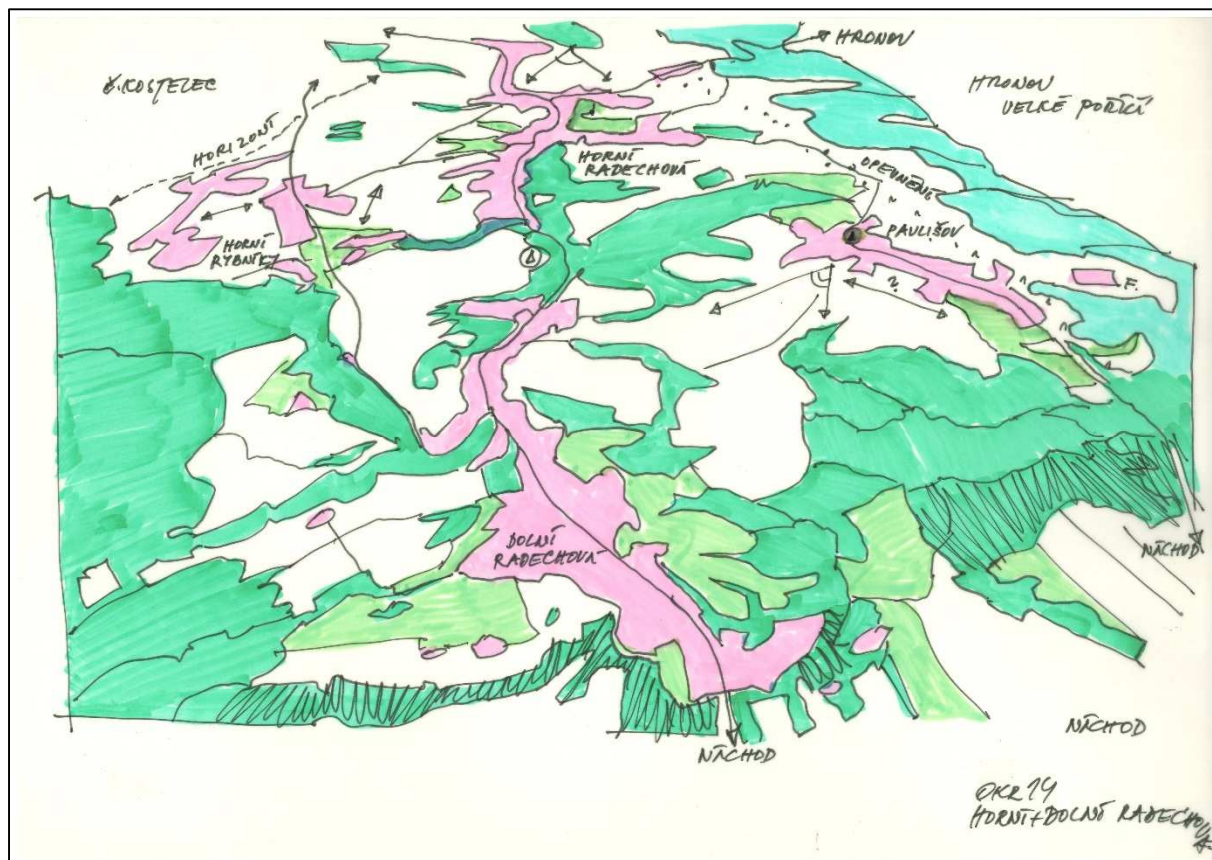 HRONOV
Č. KOSTELEC
HRONOV
VELKÉ POŘÍČÍ
HORIZONT
HORNÍ
RADECHOVÁ
OPEVNĚNÍ
PAVLIŠOV
HORNÍ
RYBNÍKY
?
F.
DOLNÍ
RADECHOVÁ
NÁCHOD
NÁCHOD
NÁCHOD
OKR 14
HORNÍ + DOLNÍ RADECHOVÁ